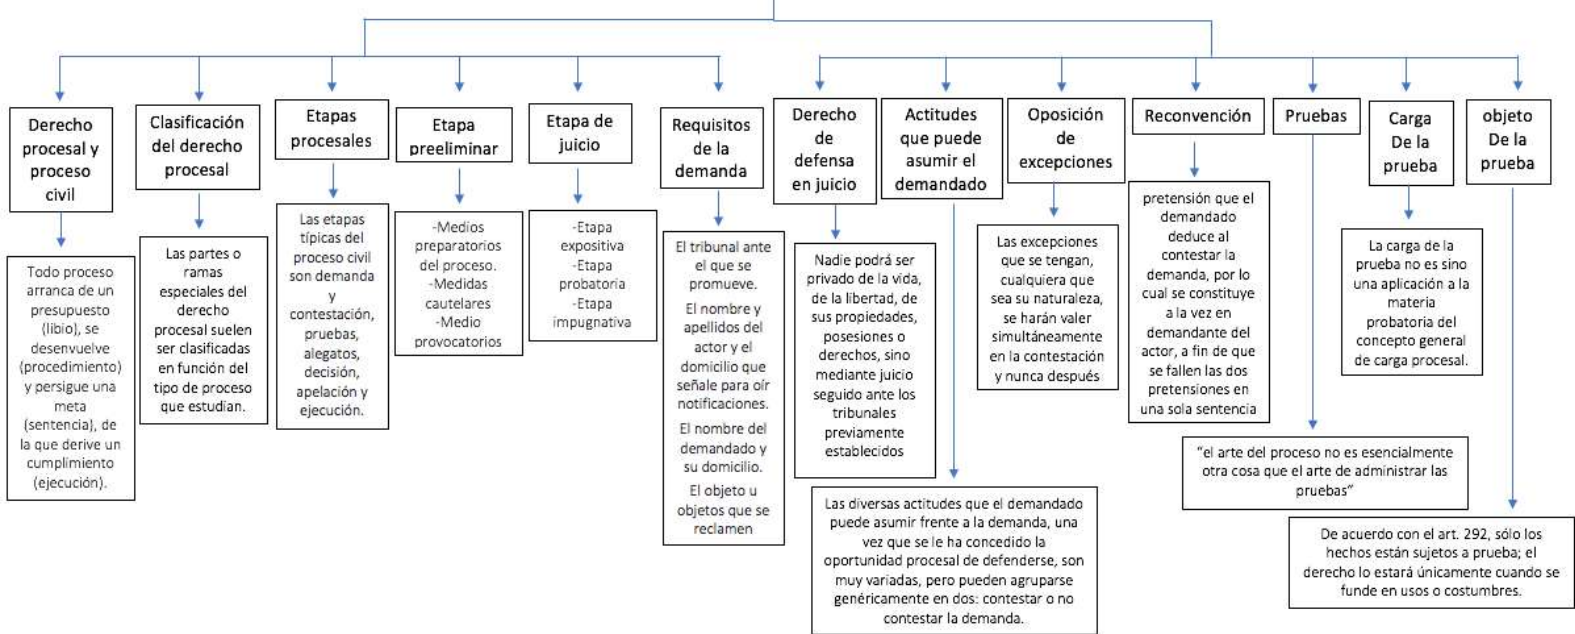 Derecho
procesal y
proceso
civil
Todo proceso
arranca de un
presupuesto
(libio), se
desenvuelve
(procedimiento)
y persigue una
meta
(sentencia), de
la que derive un
cumplimiento
(ejecución).
Clasificación
del derecho
procesal
Las partes o
ramas
especiales del
derecho
procesal suelen
ser clasificadas
en función del
tipo de proceso
que estudian.
Etapas
procesales
Las etapas
típicas del
proceso civil
son demanda
y
contestación,
pruebas,
alegatos,
decisión,
apelación y
ejecución.
Etapa
preeliminar
-Medios
preparatorios
del proceso.
-Medidas
cautelares
-Medio
provocatorios
Etapa de
juicio
-Etapa
expositiva
-Etapa
probatoria
-Etapa
impugnativa
Requisitos
de la
demanda
El tribunal ante
el que se
promueve.
El nombre y
apellidos del
actor y el
domicilio que
señale para oír
notificaciones.
El nombre del
demandado y
su domicilio.
El objeto u
objetos que se
reclamen
Derecho
de
defensa
en juicio
Nadie podrá ser
privado de la vida,
de la libertad, de
sus propiedades,
posesiones o
derechos, sino
mediante juicio
seguido ante los
tribunales
previamente
establecidos
Actitudes
que puede
asumir el
demandado
Las diversas actitudes que el demandado
puede asumir frente a la demanda, una
vez que se le ha concedido la
oportunidad procesal de defenderse, son
muy variadas, pero pueden agruparse
genéricamente en dos: contestar o no
contestar la demanda.
Oposición
de
excepciones
Las excepciones
que se tengan,
cualquiera que
sea su naturaleza,
se harán valer
simultáneamente
en la contestación
y nunca después
Reconvención
pretensión que el
demandado
deduce al
contestar la
demanda, por lo
cual se constituye
a la vez en
demandante del
actor, a fin de que
se fallen las dos
pretensiones en
una sola sentencia
Pruebas
"el arte del proceso no es esencialmente
otra cosa que el arte de administrar las
pruebas"
Carga
De la
prueba
La carga de la
prueba no es sino
una aplicación a la
materia
probatoria del
concepto general
de carga procesal.
objeto
De la
prueba
De acuerdo con el art. 292, sólo los
hechos están sujetos a prueba; el
derecho lo estará únicamente cuando se
funde en usos o costumbres.